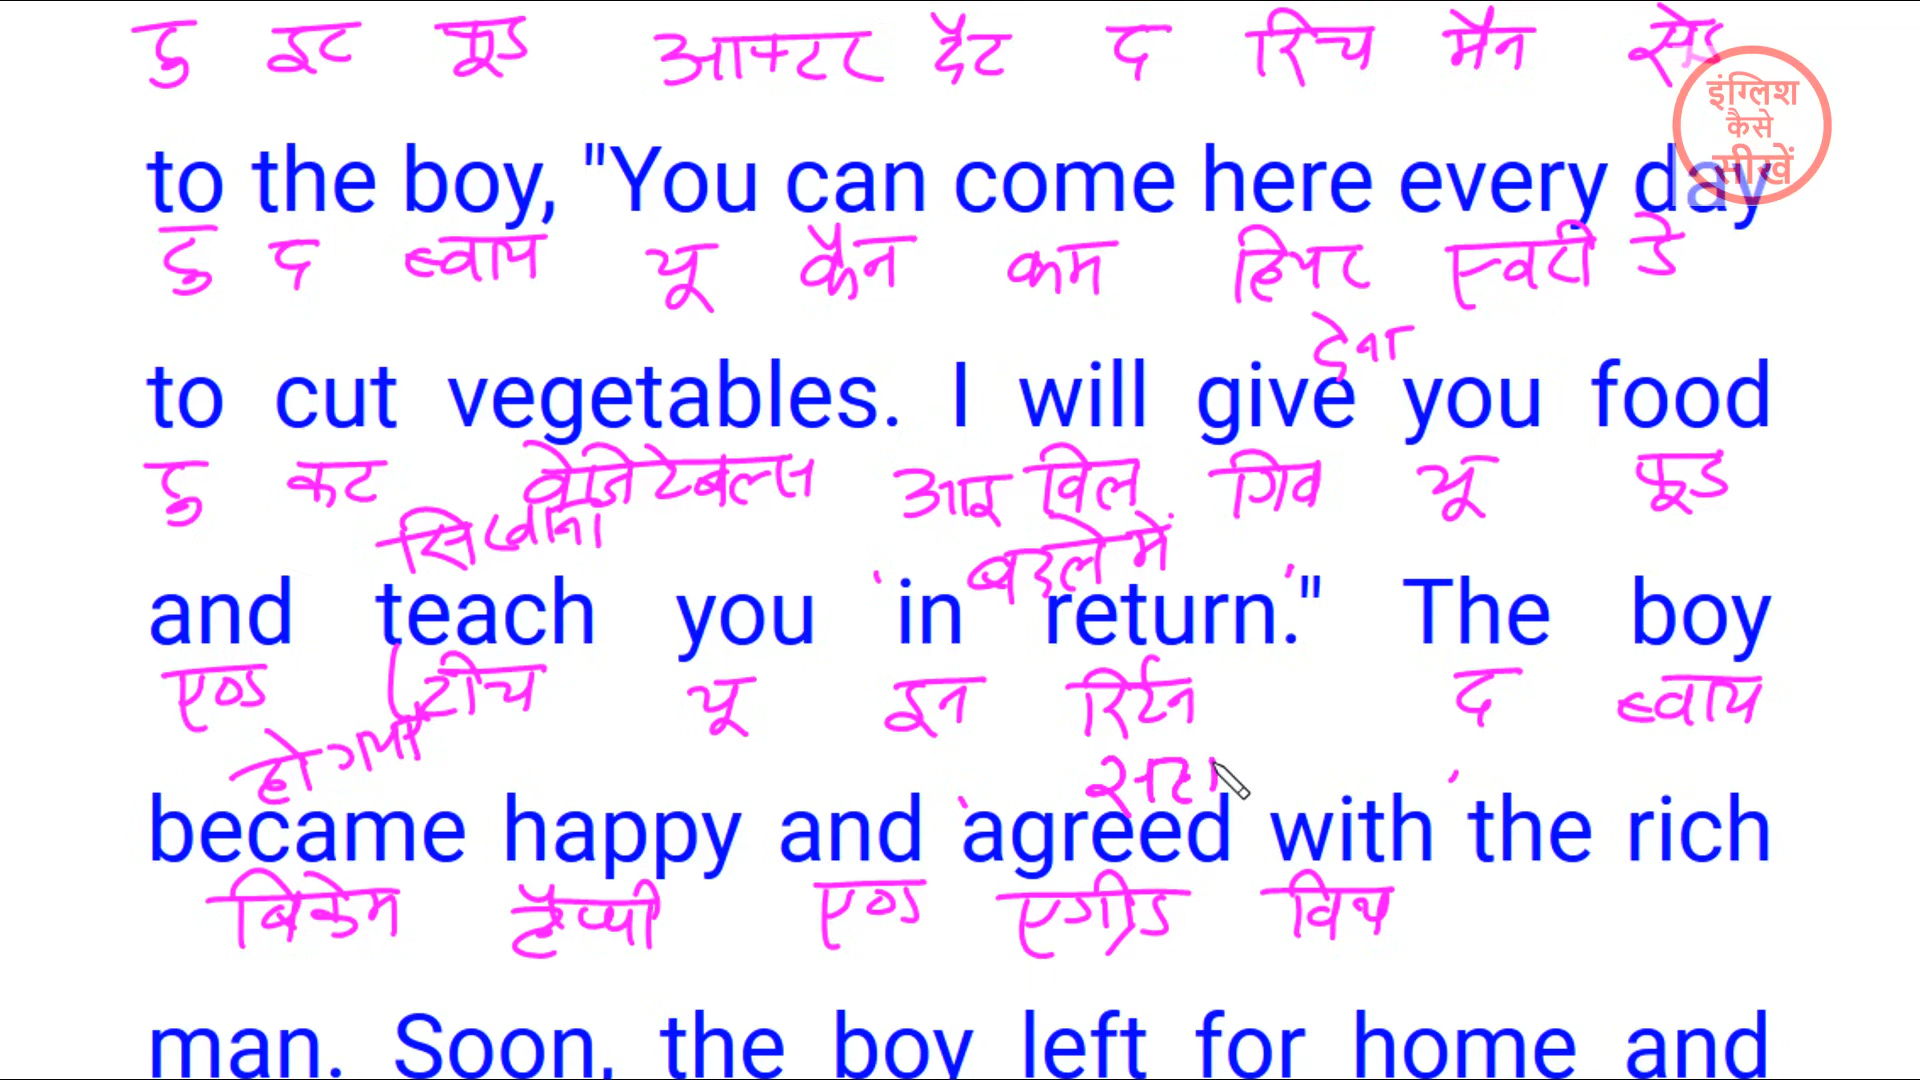 टु इट फूड आफ्टर दैट द रिच मैन सेड
इंग्लिश
कैसे
सीखें
to the boy, "You can come here every day
टु द ब्वाय यू कैन कम हियर एवरी डे
देना
to cut vegetables. I will give you food
टु कट वेजिटेबल्स आइ विल गिव यू फूड
सिखाना बदले में
and teach you 'in return.'" The boy
एण्ड टीच यू इन रिर्टन द ब्वाय
हो गया
became happy and 'agreed with' the rich
बिकेम हैप्पी एण्ड एग्रीड विथ
man. Soon, the boy left for home and